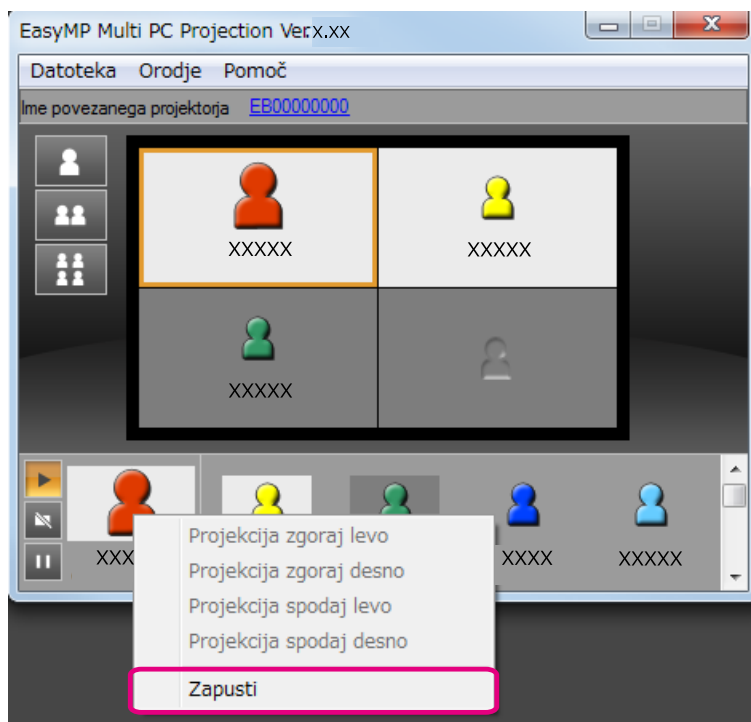 EasyMP Multi PC Projection Ver.x.xx
Datoteka Orodje Pomoč
Ime povezanega projektorja EB00000000
XXXXX XXXXX
XXXXX
XXX XXXX XXXXX
Projekcija zgoraj levo
Projekcija zgoraj desno
Projekcija spodaj levo
Projekcija spodaj desno
Zapusti